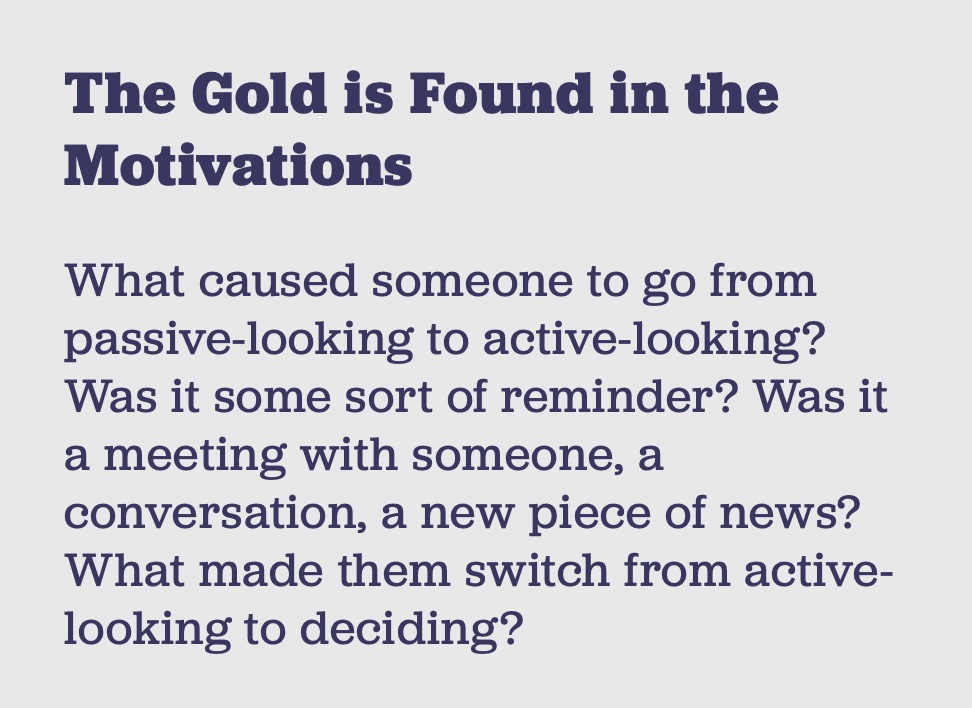 The Gold is Found in the
Motivations
What caused someone to go from
passive-looking to active-looking?
Was it some sort of reminder? Was it
a meeting with someone, a
conversation, a new piece of news?
What made them switch from active-
looking to deciding?